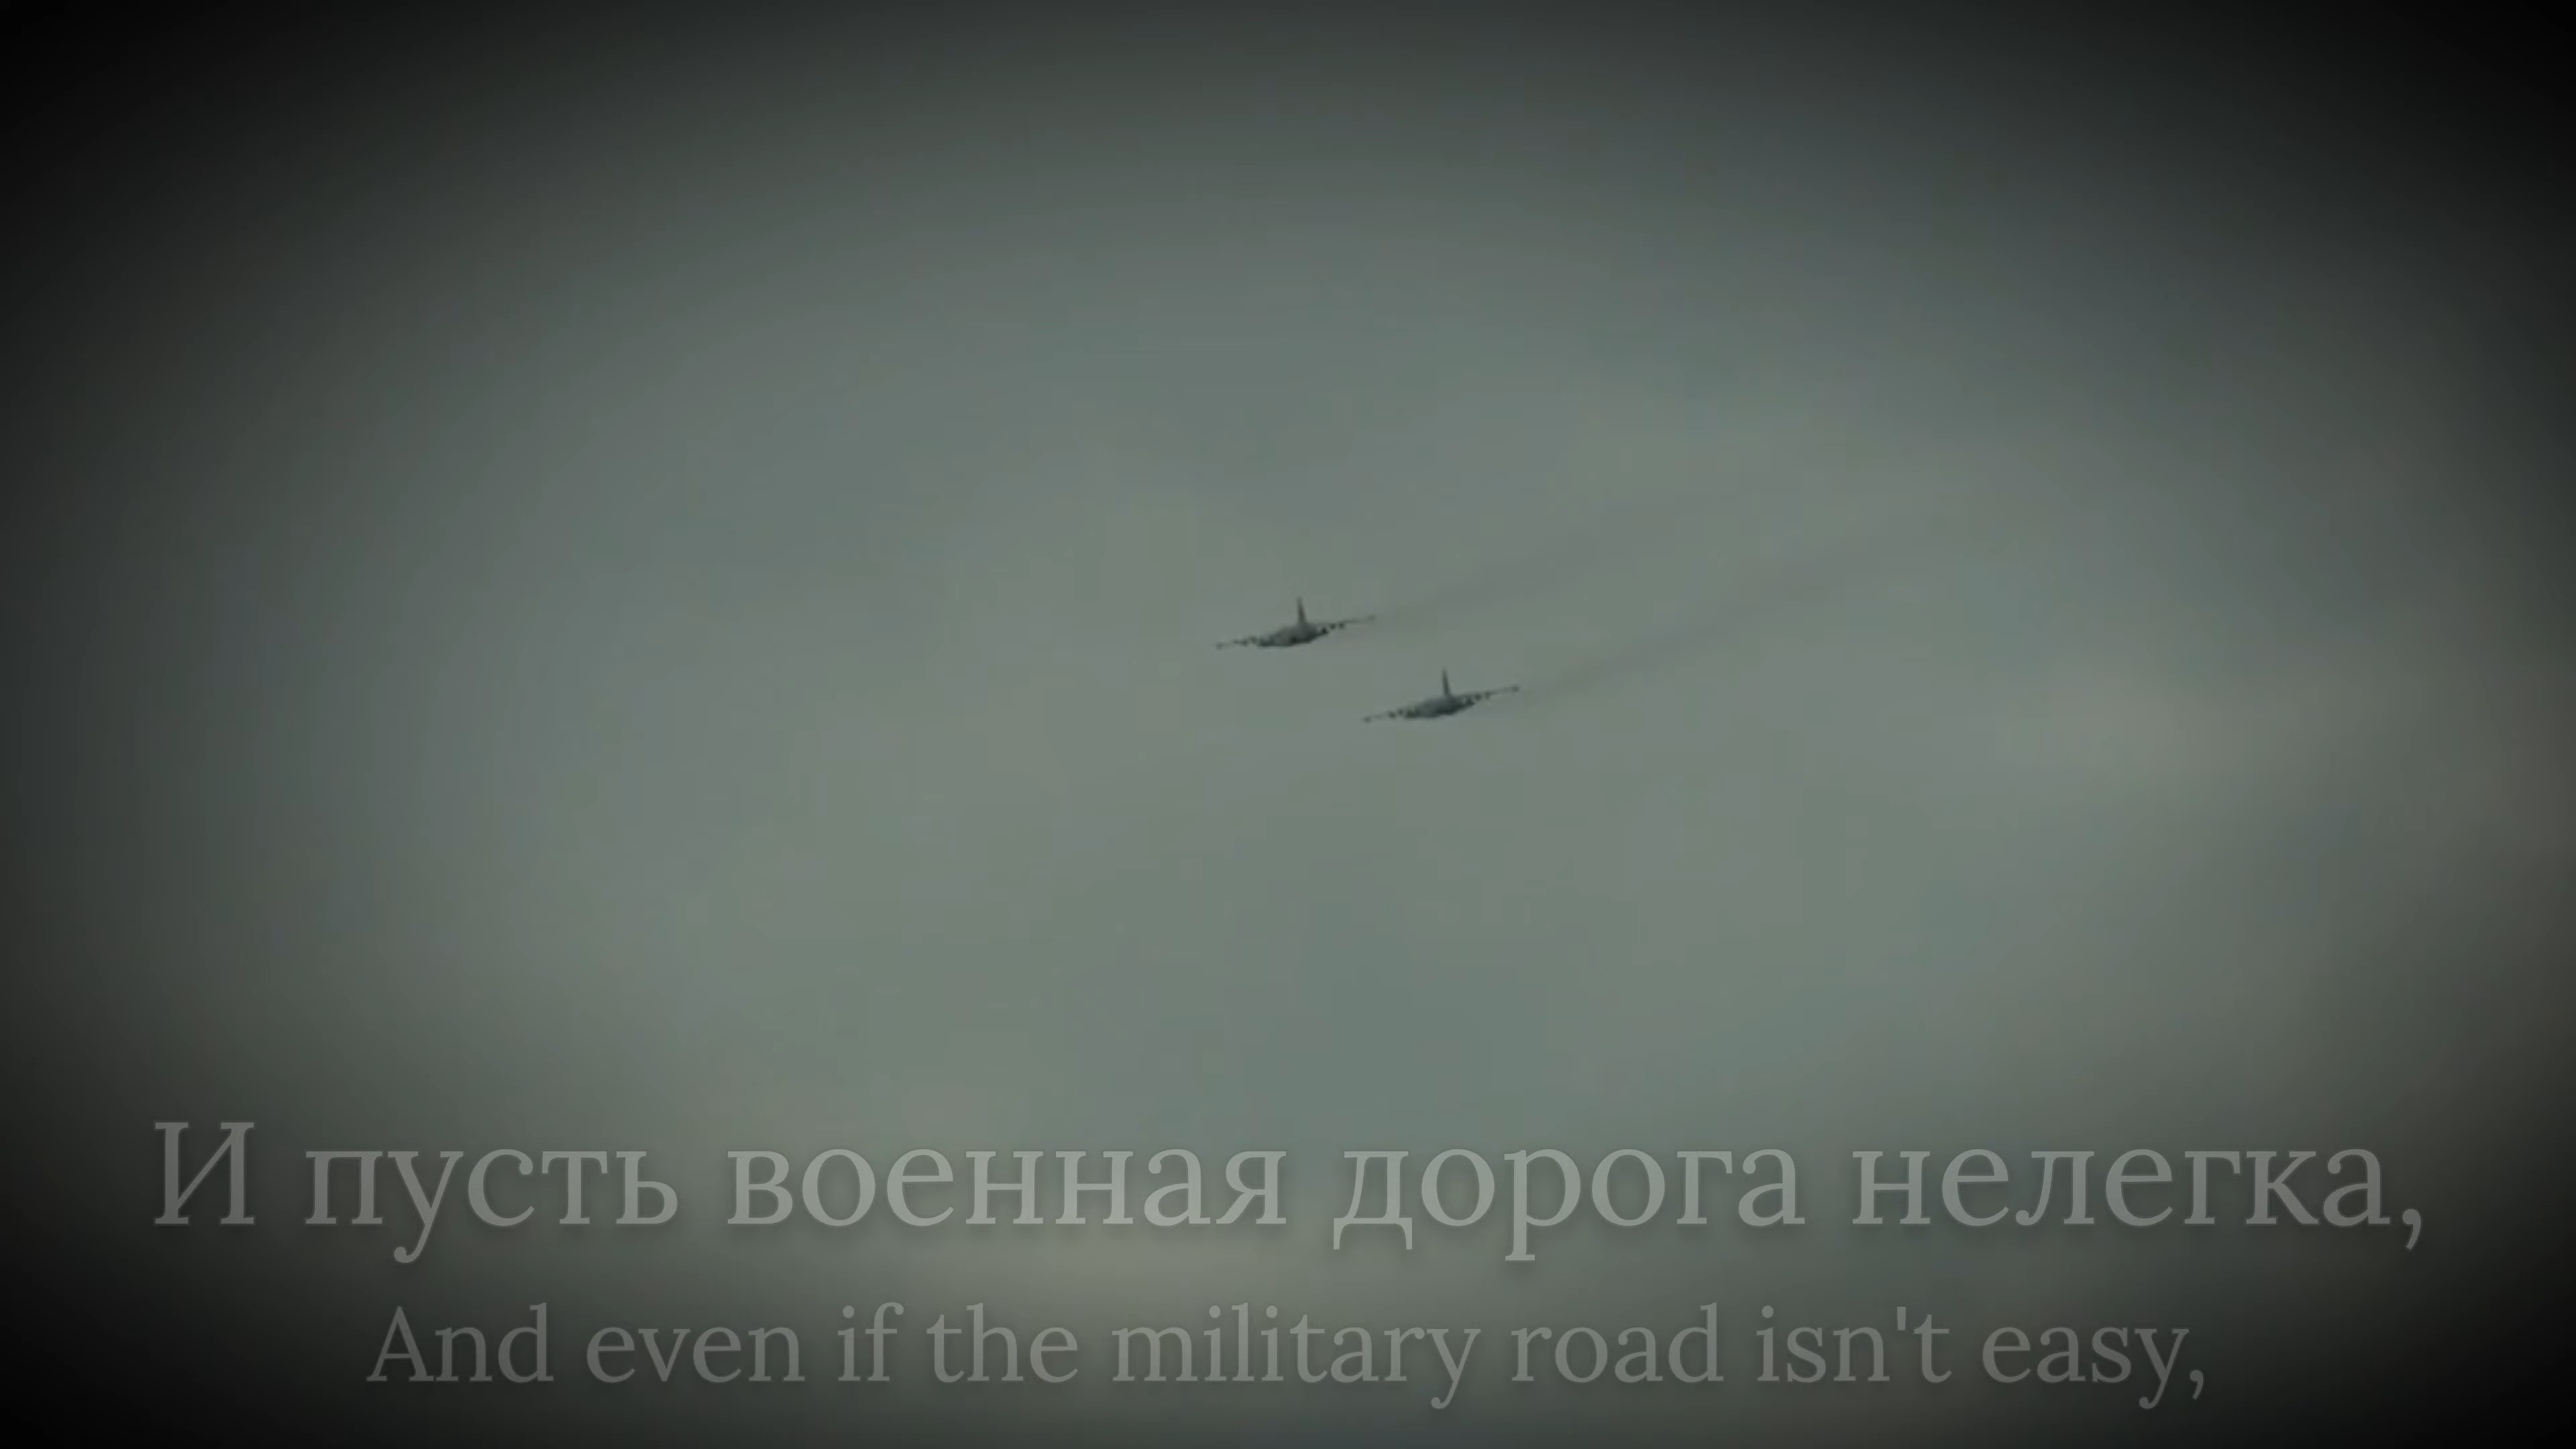 И пусть военная дорога нелегка,
And even if the military road isn't easy,